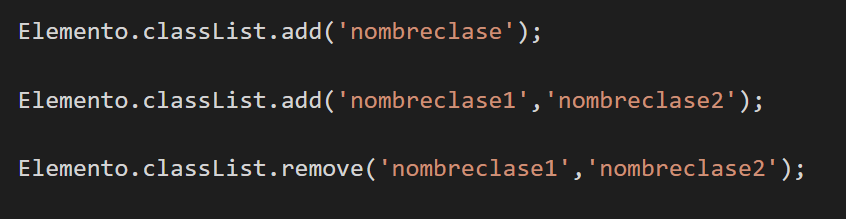 Elemento.classList.add('nombreclase');
Elemento.classList.add('nombreclase1','nombreclase2');
Elemento.classList.remove('nombreclase1','nombreclase2');